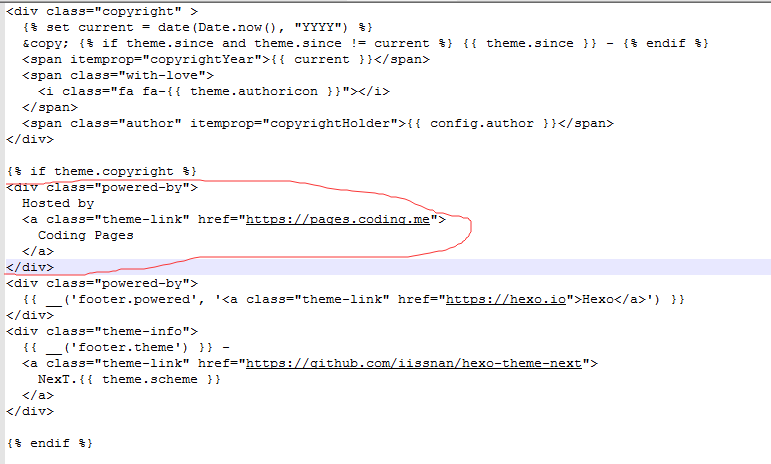 <div class="copyright" >
{% set current = date(Date.now(), "YYYY") %}
&copy; {% if theme.since and theme.since != current %} {{ theme.since }} - {% endif %}
<span itemprop="copyrightYear">{{ current }}</span>
<span class="with-love">
<i class="fa fa-{{ theme.authoricon }}"></i>
</span>
<span class="author" itemprop="copyrightHolder">{{ config.author }}</span>
</div>
{% if theme.copyright %}
<div class="powered-by">
Hosted by
<a class="theme-link" href="https://pages.coding.me">
Coding Pages
</a>
</div>
<div class="powered-by">
{{ __('footer.powered', '<a class="theme-link" href="https://hexo.io">Hexo</a>') }}
</div>
<div class="theme-info">
{{ __('footer.theme') }} -
<a class="theme-link" href="https://github.com/iissnan/hexo-theme-next">
NexT.{{ theme.scheme }}
</a>
</div>
{% endif %}